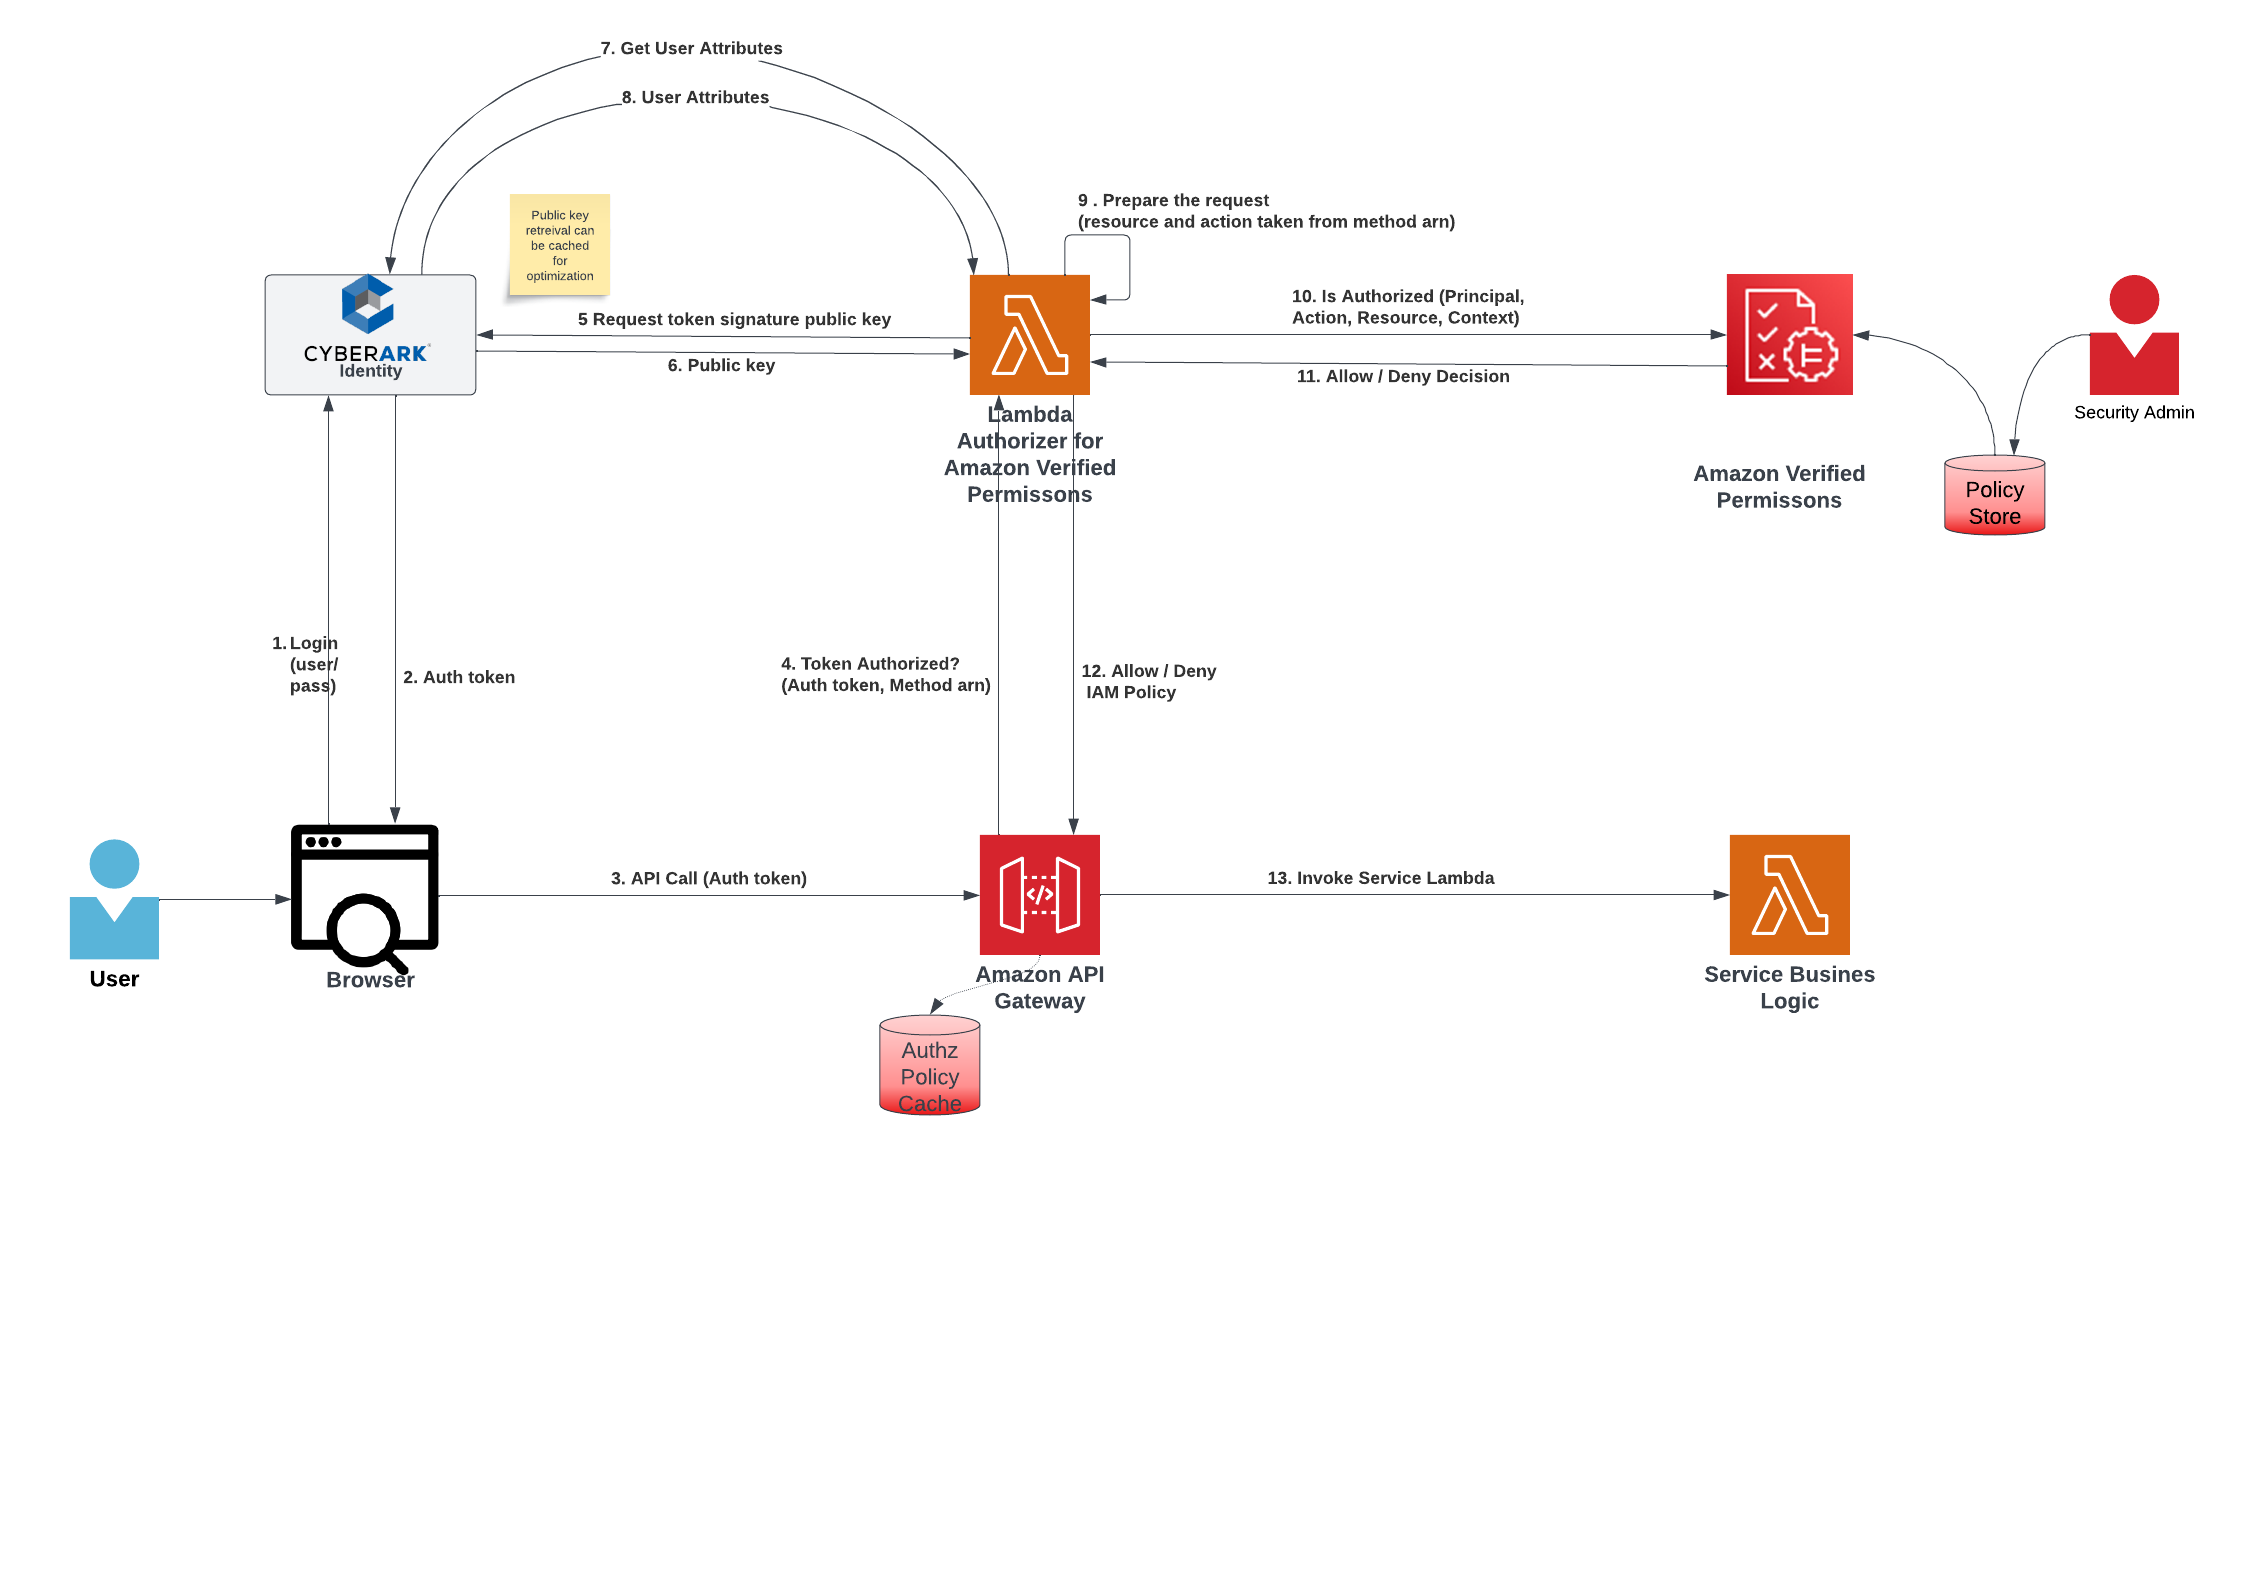 7. Get User Attributes
8. User Attributes
Public key
retreival can
be cached
for
optimization
9 . Prepare the request
(resource and action taken from method arn)
CYBERARK®
Identity
5 Request token signature public key
6. Public key
10. Is Authorized (Principal,
Action, Resource, Context)
11. Allow / Deny Decision
Security Admin
Lambda
Authorizer for
Amazon Verified
Permissons
Amazon Verified
Permissons
Policy
Store
1. Login
(user/
pass)
2. Auth token
4. Token Authorized?
(Auth token, Method arn)
12. Allow / Deny
IAM Policy
3. API Call (Auth token)
13. Invoke Service Lambda
User
Browser
Amazon API
Gateway
Service Busines
Logic
Authz
Policy
Cache